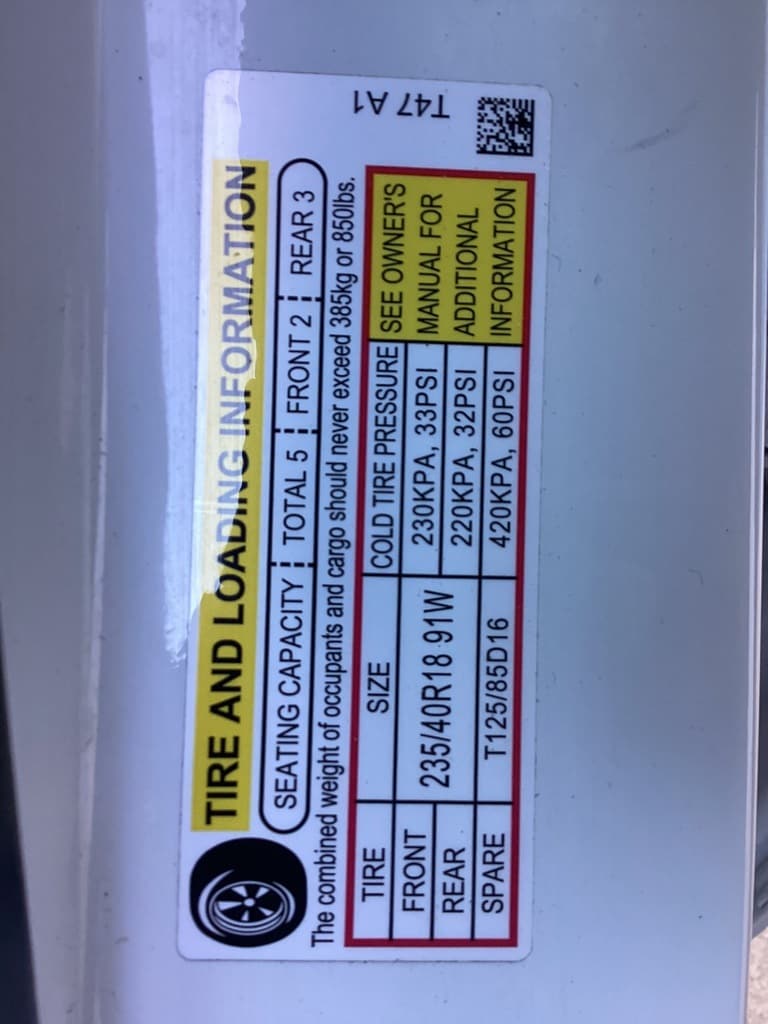 TIRE AND LOADING INFORMATION
SEATING CAPACITY TOTAL 5 FRONT 2 REAR 3
The combined weight of occupants and cargo should never exceed 385kg or 850lbs.
TIRE SIZE COLD TIRE PRESSURE SEE OWNER'S MANUAL FOR ADDITIONAL INFORMATION
FRONT 235/40R18 91W 230KPA, 33PSI
REAR 220KPA, 32PSI
SPARE T125/85D16 420KPA, 60PSI
T47 A1